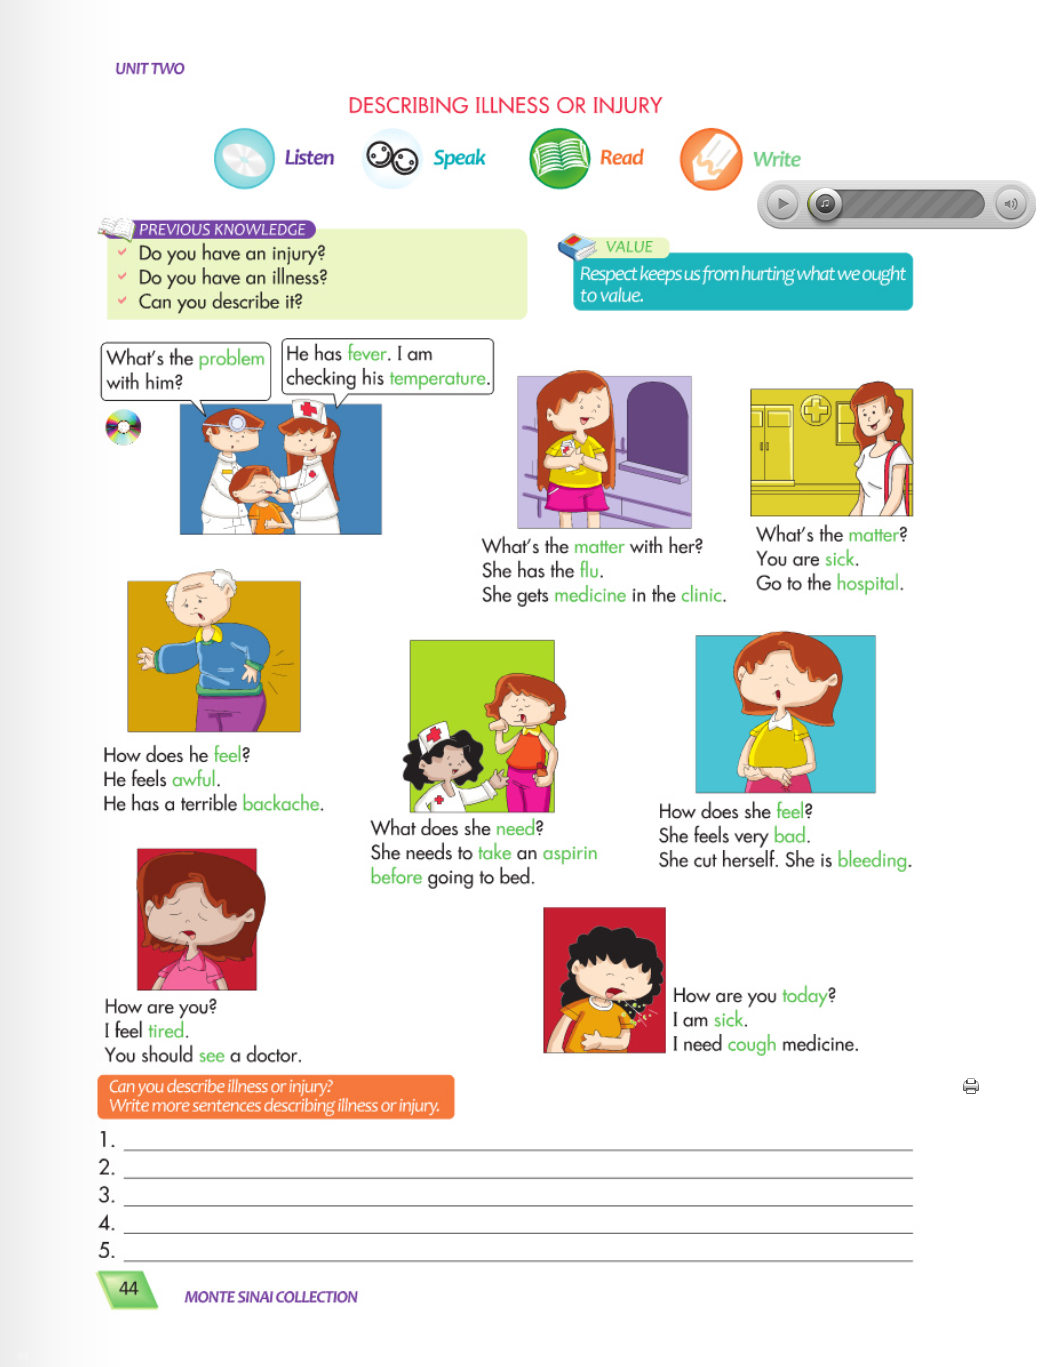 UNIT TWO
DESCRIBING ILLNESS OR INJURY
Listen
Speak
Read
Write
PREVIOUS KNOWLEDGE
Do you have an injury?
Do you have an illness?
Can you describe it?
VALUE
Respect keeps us from hurting what we ought
to value.
What's the problem
with him?
He has fever. I am
checking his temperature.
What's the matter with her?
She has the flu.
She gets medicine in the clinic.
What's the matter?
You are sick.
Go to the hospital.
How does he feel?
He feels awful.
He has a terrible backache.
What does she need?
She needs to take an aspirin
before going to bed.
How does she feel?
She feels very bad.
She cut herself. She is bleeding.
How are you?
I feel tired.
You should see a doctor.
How are you today?
I am sick.
I need cough medicine.
Can you describe illness or injury?
Write more sentences describing illness or injury.
1.
2.
3.
4.
5.
44
MONTE SINAI COLLECTION